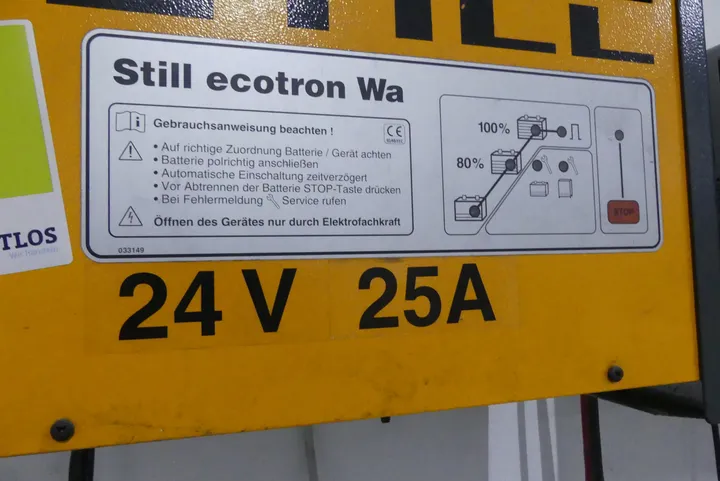 Still ecotron Wa
Gebrauchsanweisung beachten !
CE
• Auf richtige Zuordnung Batterie / Gerät achten
• Batterie polrichtig anschließen
• Automatische Einschaltung zeitverzögert
• Vor Abtrennen der Batterie STOP-Taste drücken
• Bei Fehlermeldung Service rufen
Öffnen des Gerätes nur durch Elektrofachkraft
033149
100%
80%
STOP
TLOS
24 V 25A